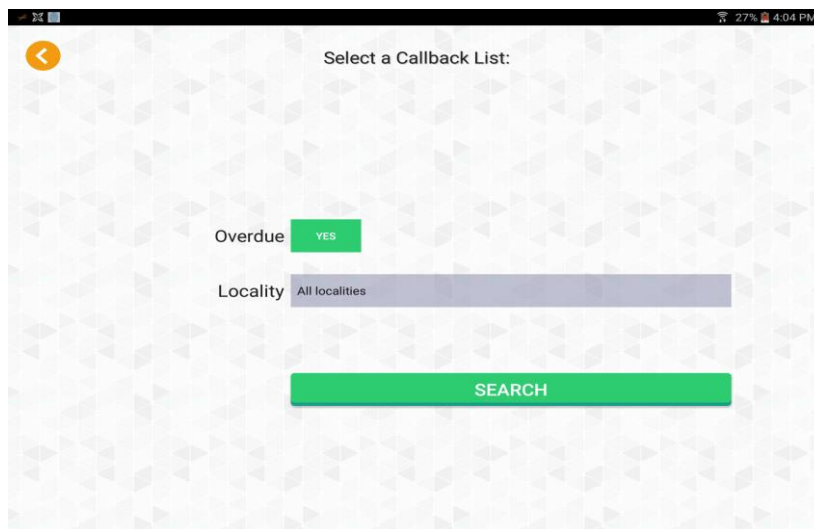 27% 4:04 PM
Select a Callback List:
Overdue YES
Locality All localities
SEARCH